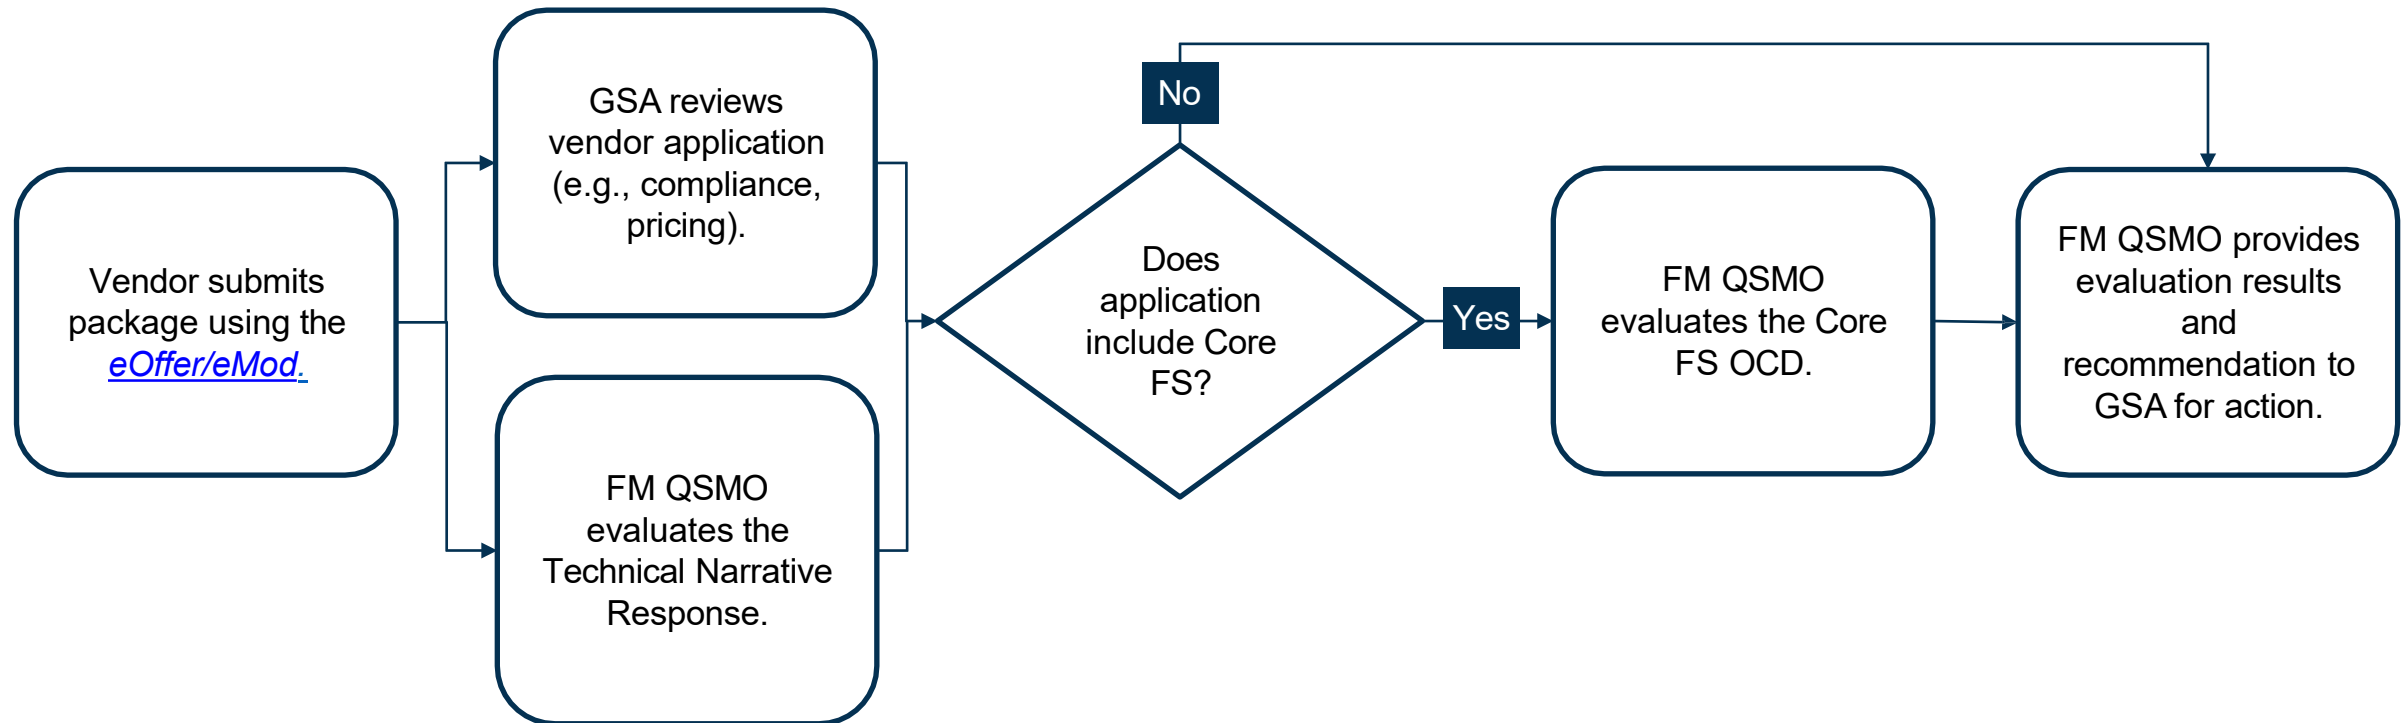 Vendor submits
package using the
eOffer/eMod.
GSA reviews
vendor application
(e.g., compliance,
pricing).
FM QSMO
evaluates the
Technical Narrative
Response.
No
Does
application
include Core
FS?
Yes
FM QSMO
evaluates the Core
FS OCD.
FM QSMO provides
evaluation results
and
recommendation to
GSA for action.